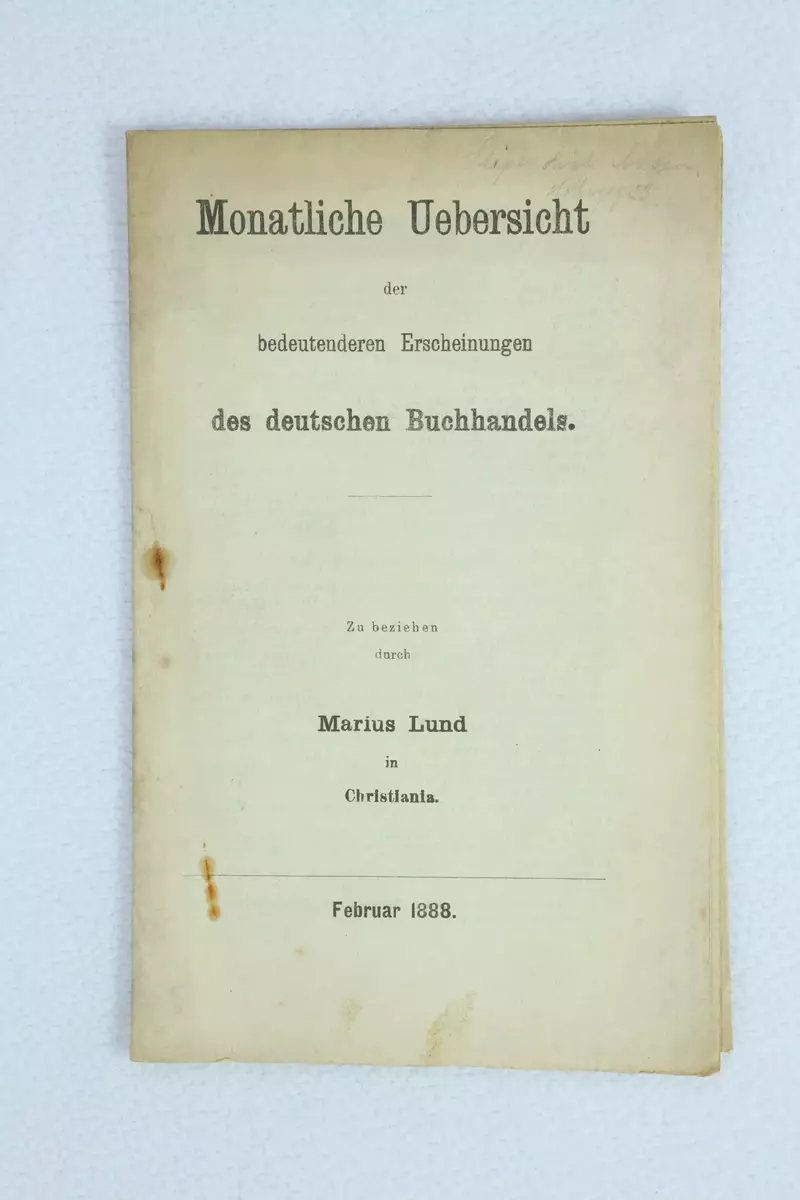 Monatliche Uebersicht
der
bedeutenderen Erscheinungen
des deutschen Buchhandels.
Zu beziehen
durch
Marius Lund
in
Christiania.
Februar 1888.